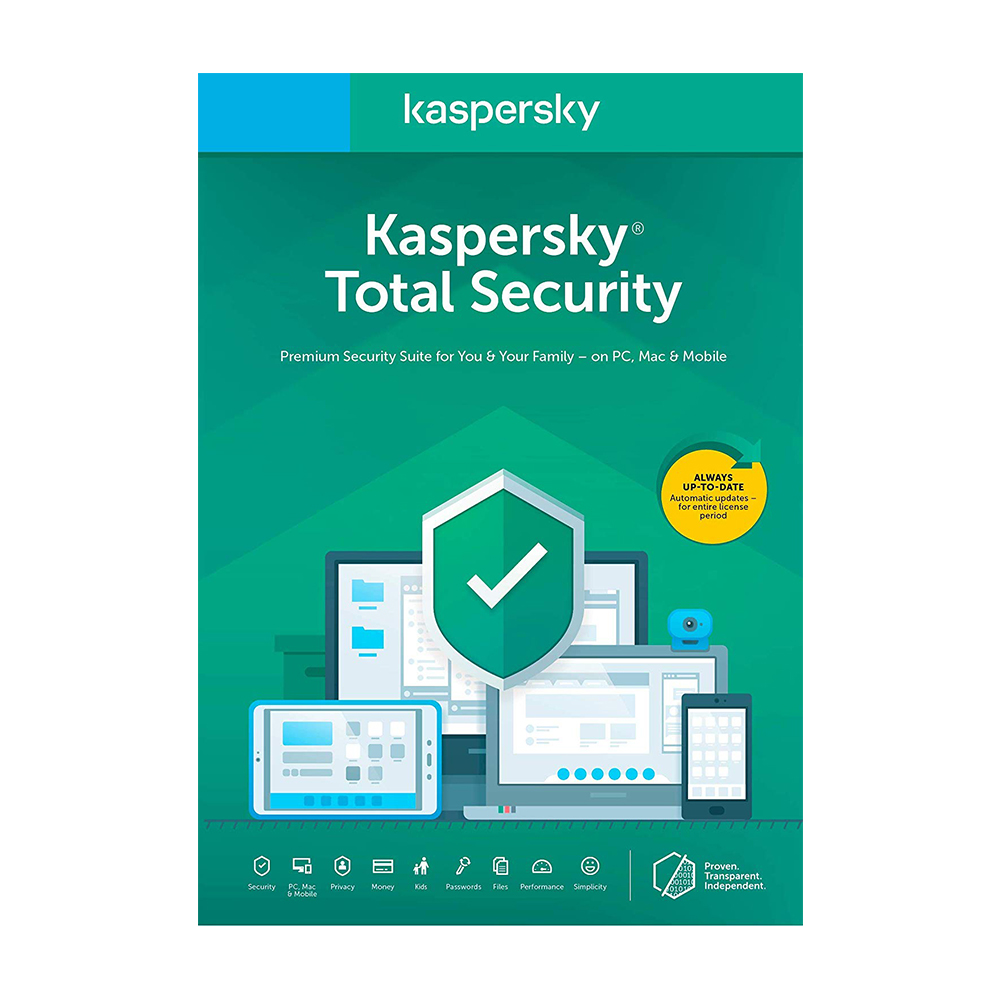 kaspersky
Kaspersky®
Total Security
Premium Security Suite for You & Your Family – on PC, Mac & Mobile
ALWAYS
UP-TO-DATE
Automatic updates –
for entire license
period
Security
PC, Mac
& Mobile
Privacy
Money
Kids
Passwords
Files
Performance
Simplicity
Proven.
Transparent.
Independent.